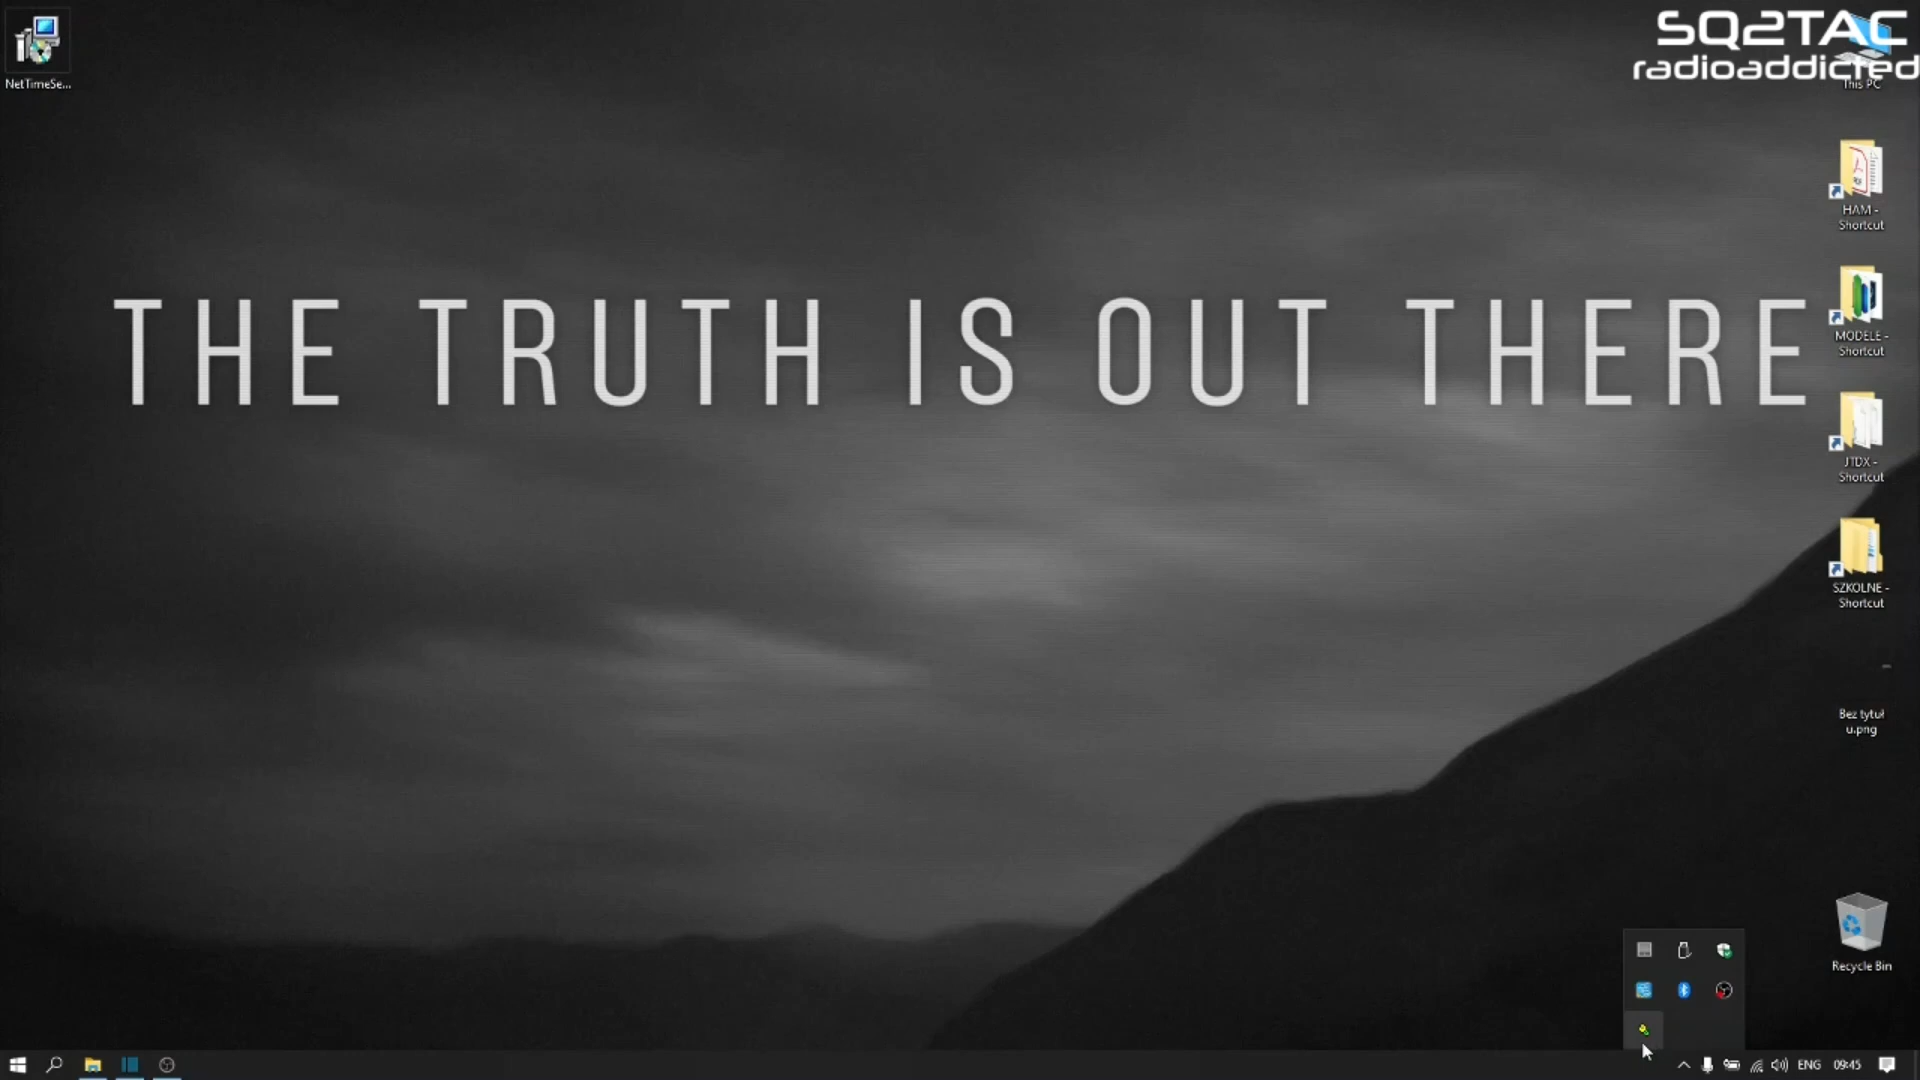 NetTimeSe...
SQ2TAC
radioaddicted
This PC
HAM -
Shortcut
THE TRUTH IS OUT THERE
MODELE -
Shortcut
JTDX -
Shortcut
SZKOLNE -
Shortcut
Bez tytuł
u.png
Recycle Bin
ENG 09:45